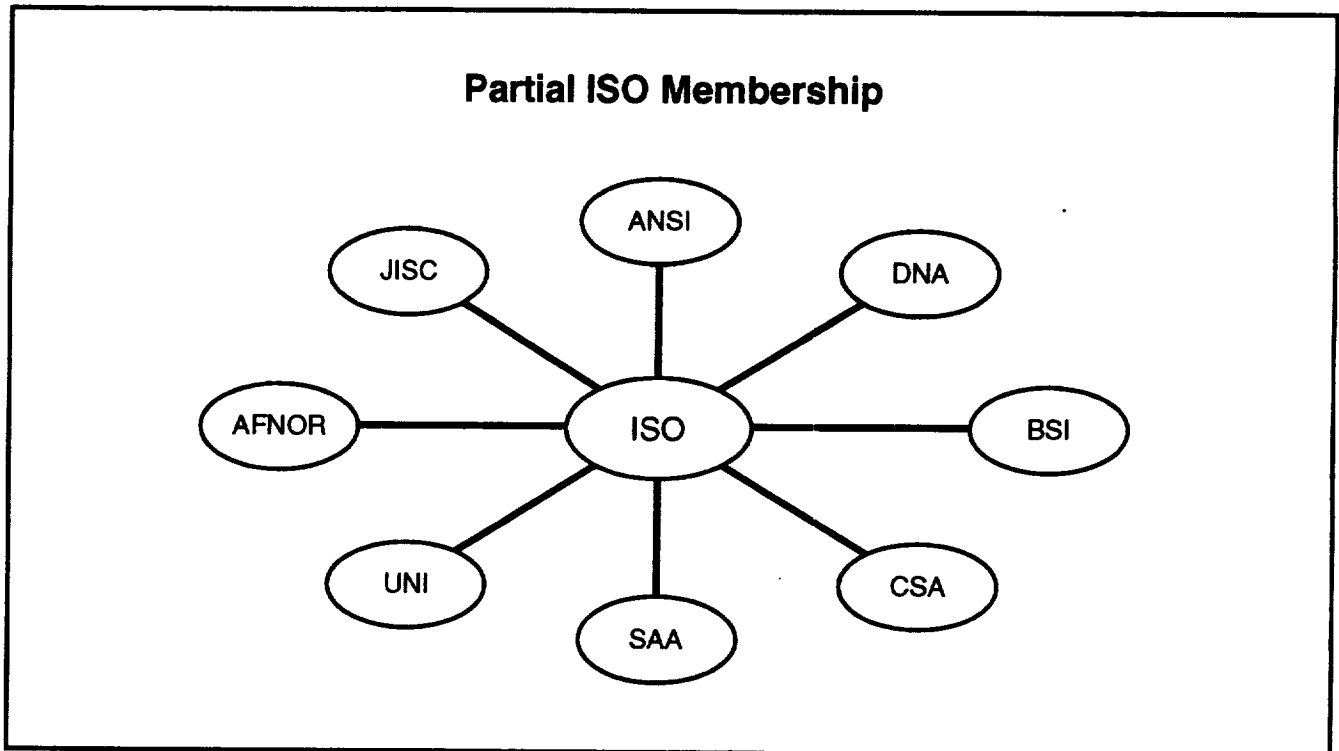 Partial ISO Membership
ANSI
JISC
DNA
AFNOR
ISO
BSI
UNI
CSA
SAA